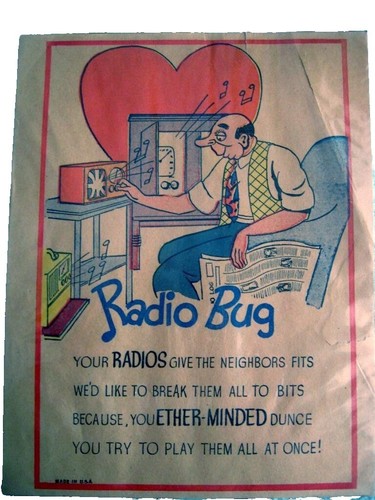 Radio Bug
YOUR RADIOS GIVE THE NEIGHBORS FITS
WE'D LIKE TO BREAK THEM ALL TO BITS
BECAUSE, YOU ETHER-MINDED DUNCE
YOU TRY TO PLAY THEM ALL AT ONCE!
MADE IN U.S.A.